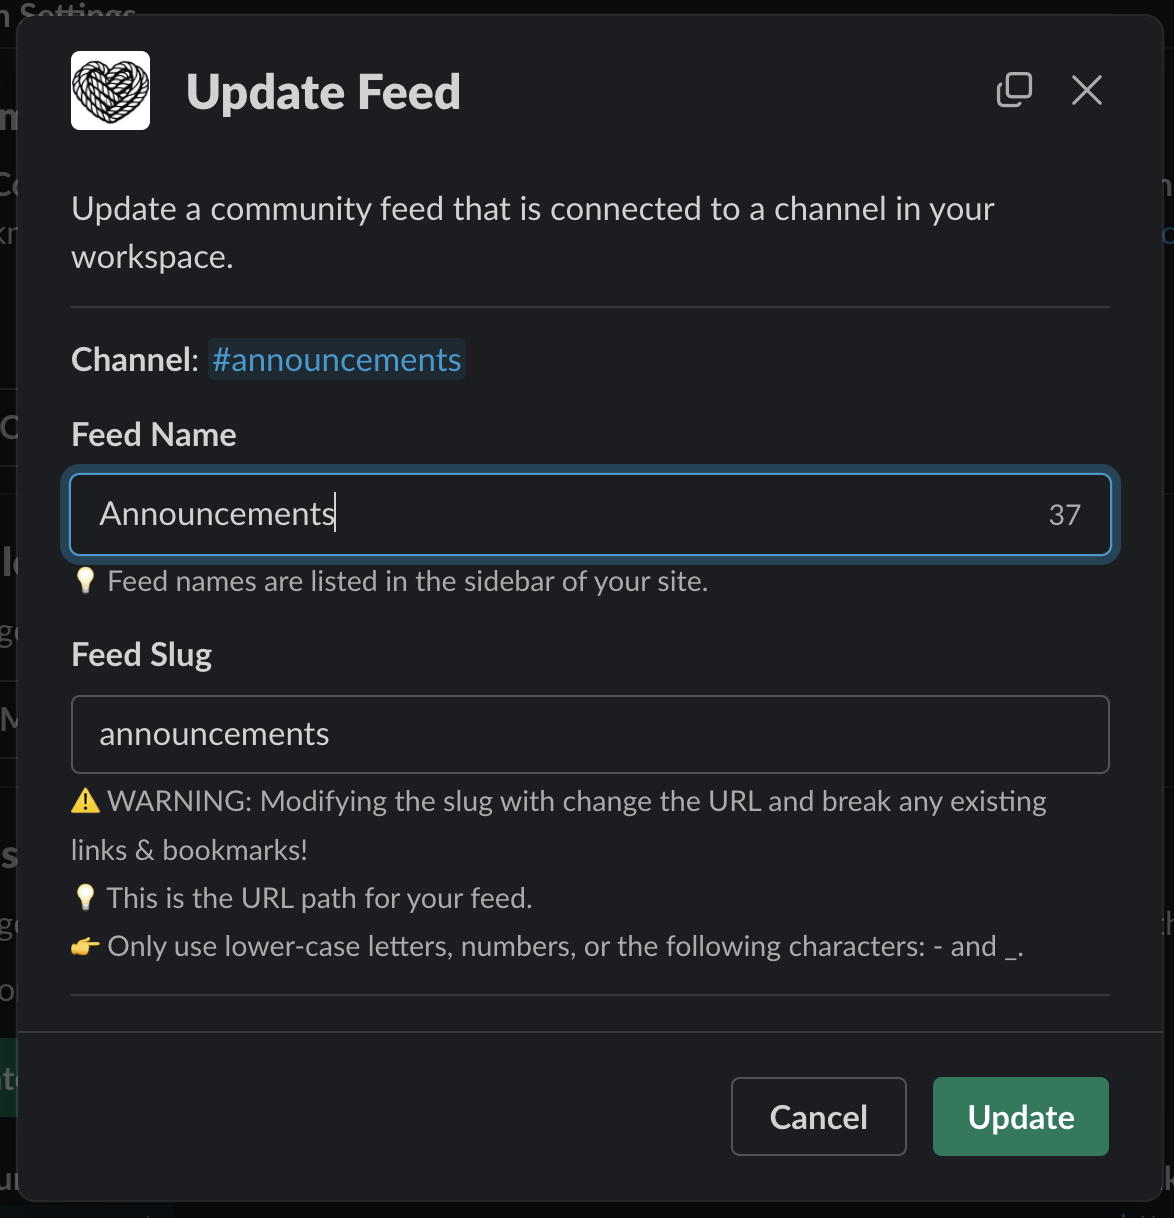 Settings
Update Feed
Update a community feed that is connected to a channel in your
workspace.
Channel: #announcements
Feed Name
Announcements 37
💡 Feed names are listed in the sidebar of your site.
Feed Slug
announcements
⚠️ WARNING: Modifying the slug with change the URL and break any existing
links & bookmarks!
💡 This is the URL path for your feed.
👉 Only use lower-case letters, numbers, or the following characters: - and _.
Cancel Update